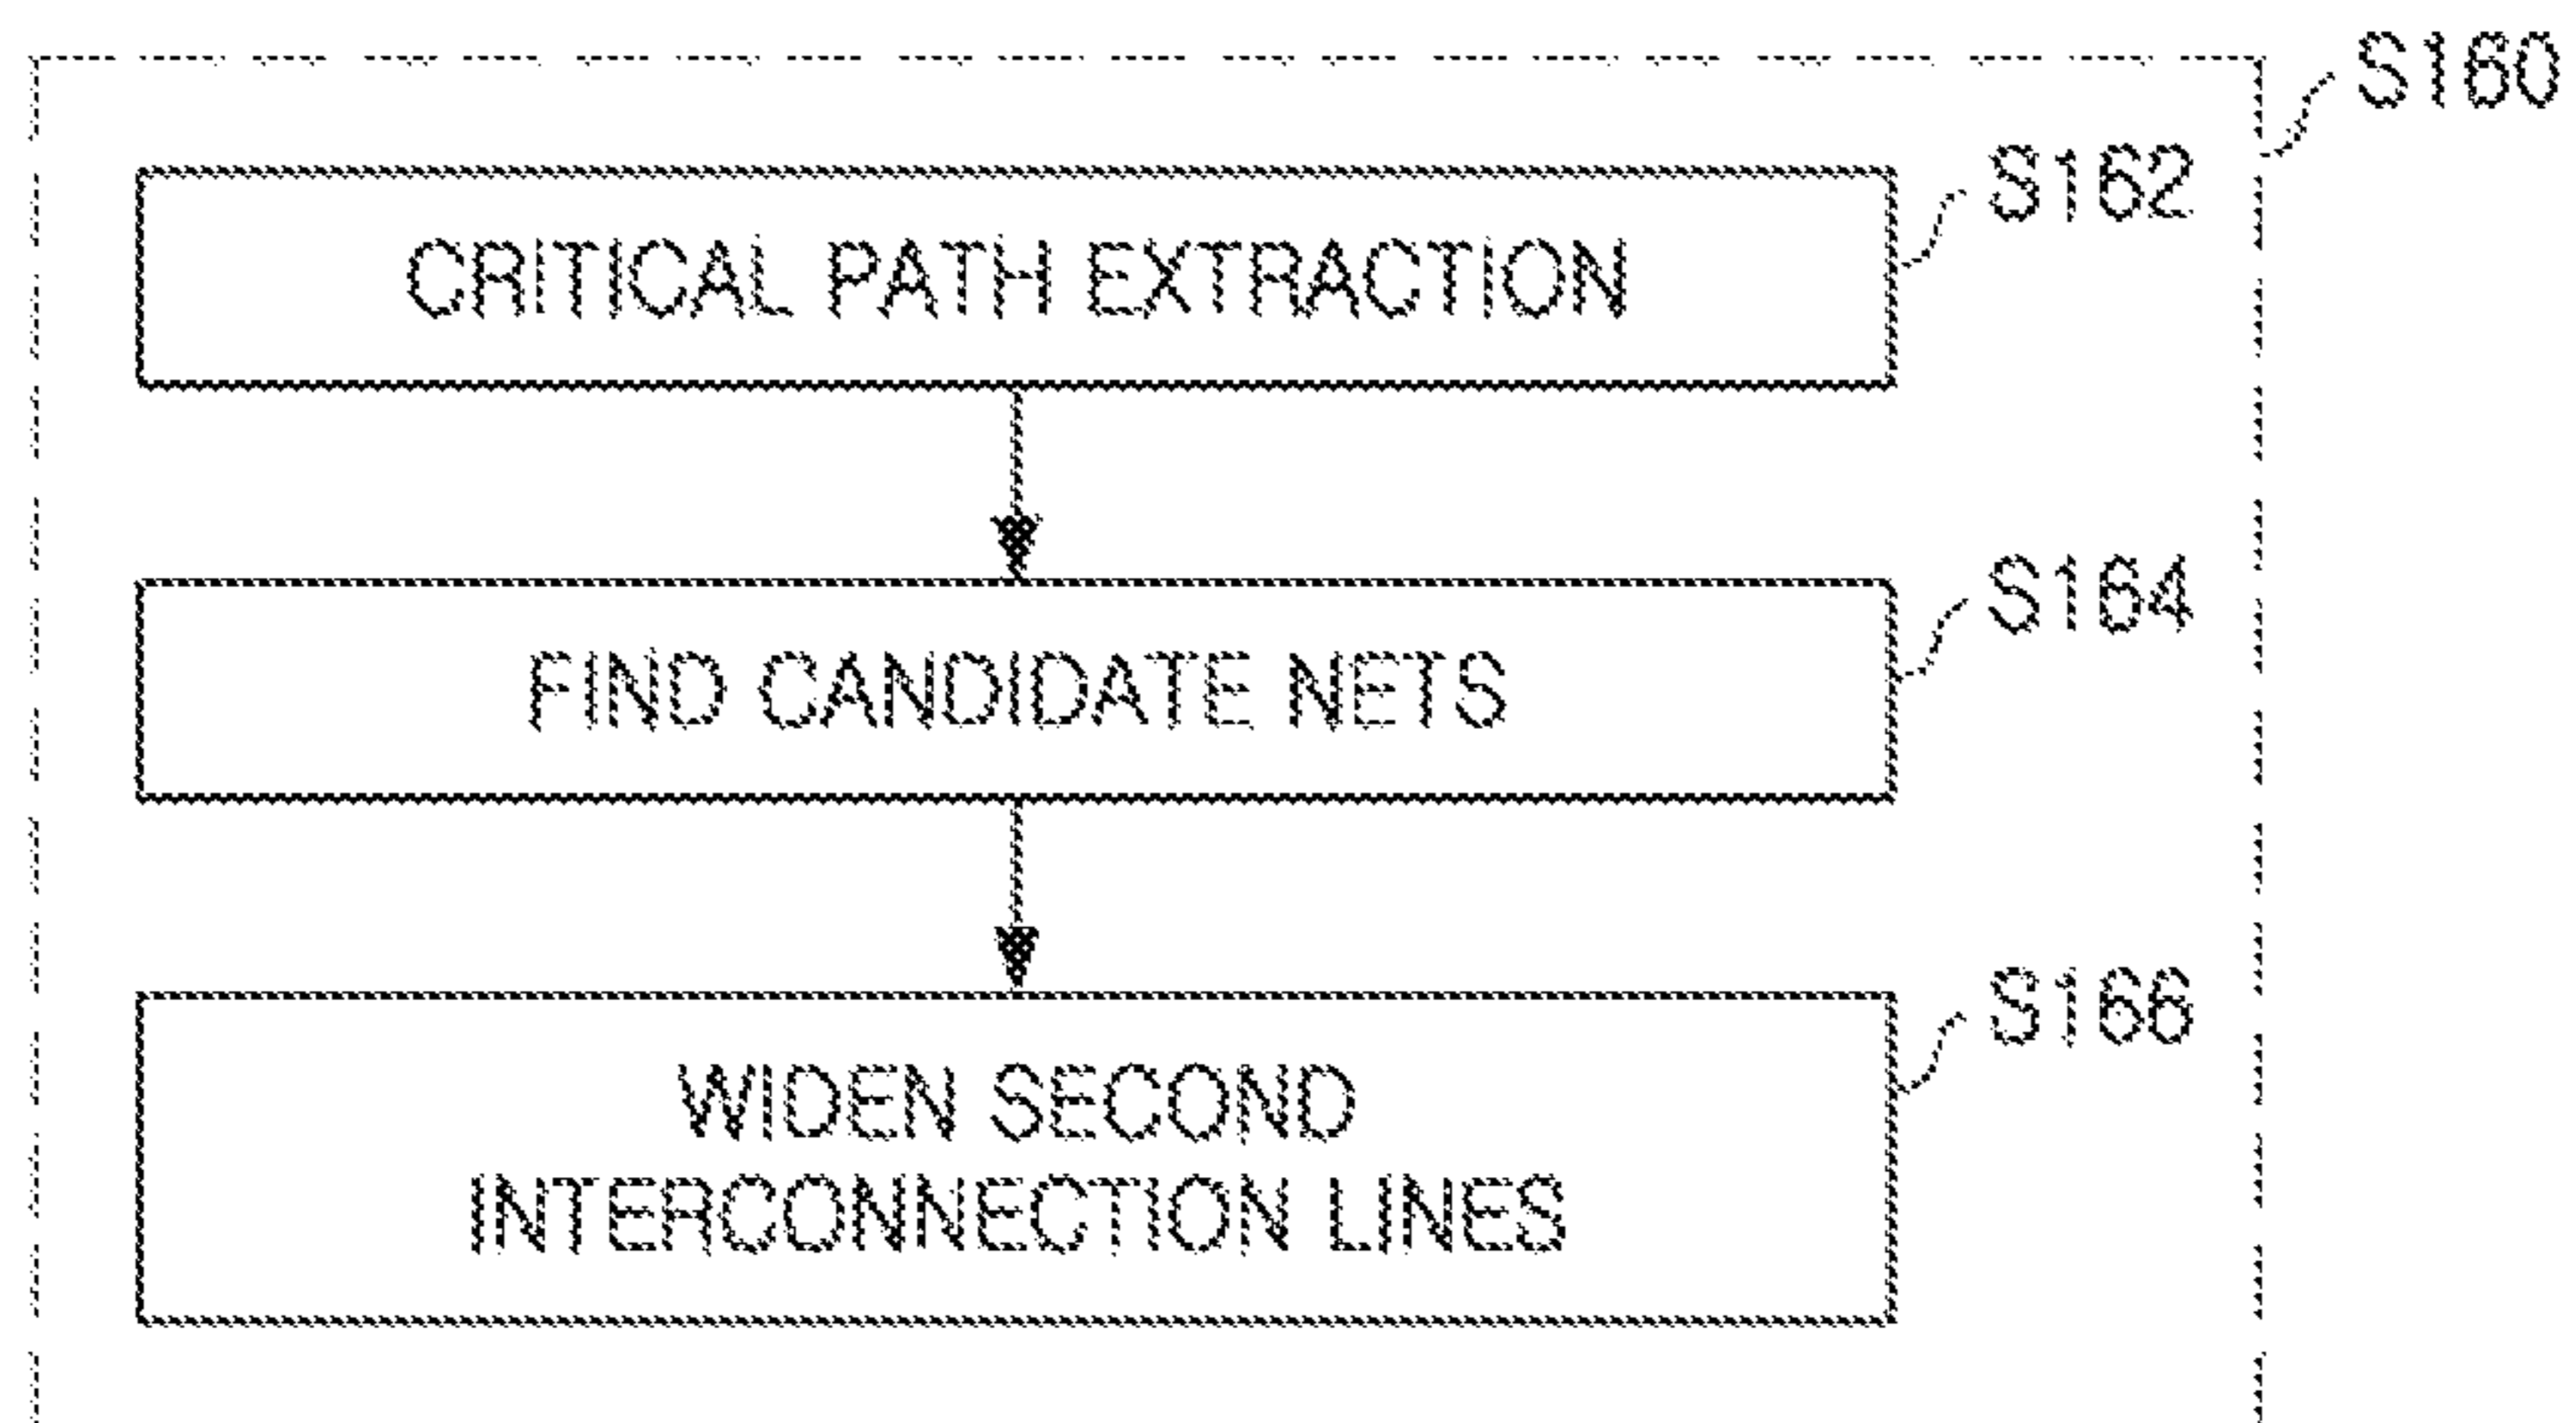 S160
S162
CRITICAL PATH EXTRACTION
S164
FIND CANDIDATE NETS
S166
WIDEN SECOND
INTERCONNECTION LINES